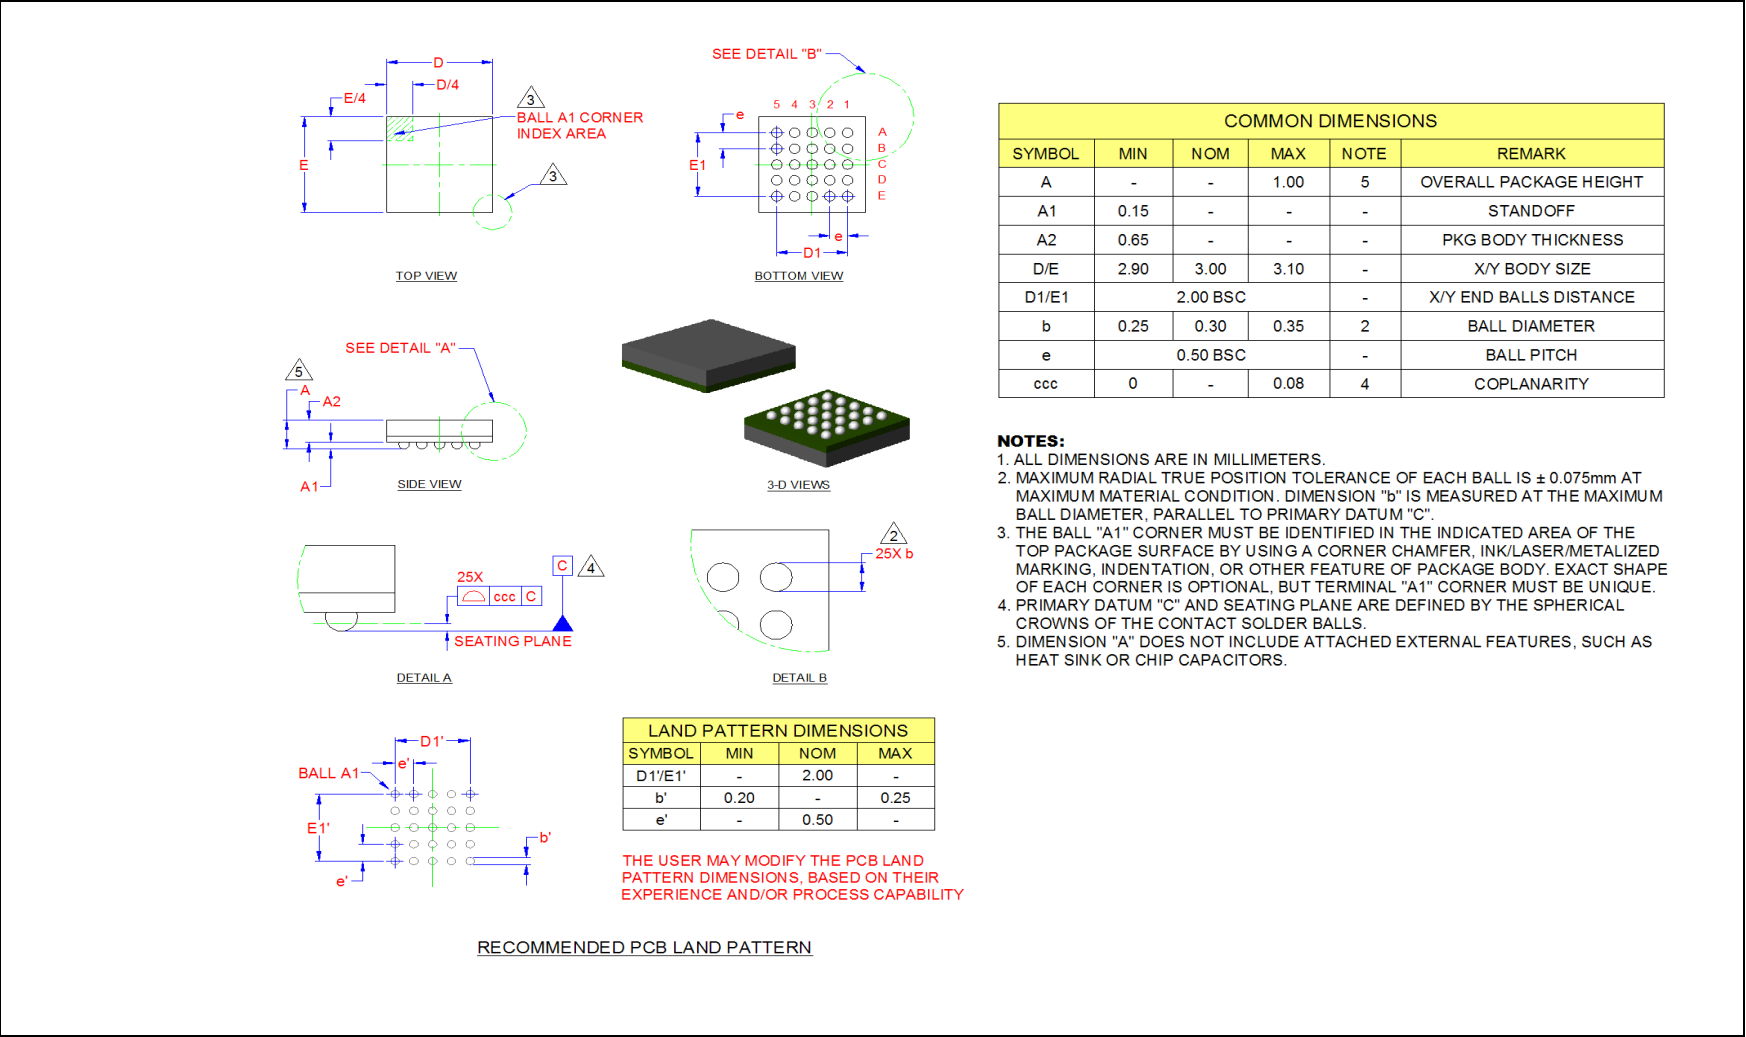 D
D/4
E/4
3
BALL A1 CORNER
INDEX AREA
E
3
TOP VIEW
SEE DETAIL "B"
5 4 3 2 1
e
A
B
E1
C
D
E
e
D1
BOTTOM VIEW
SEE DETAIL "A"
5
A
A2
A1
SIDE VIEW
3-D VIEWS
25X
ccc C
C
4
SEATING PLANE
DETAIL A
2
25X b
DETAIL B
D1'
e'
BALL A1
E1'
b'
e'
LAND PATTERN DIMENSIONS
SYMBOL MIN NOM MAX
D1'/E1' - 2.00 -
b' 0.20 - 0.25
e' - 0.50 -
THE USER MAY MODIFY THE PCB LAND
PATTERN DIMENSIONS, BASED ON THEIR
EXPERIENCE AND/OR PROCESS CAPABILITY
RECOMMENDED PCB LAND PATTERN
COMMON DIMENSIONS
SYMBOL MIN NOM MAX NOTE REMARK
A - - 1.00 5 OVERALL PACKAGE HEIGHT
A1 0.15 - - - STANDOFF
A2 0.65 - - - PKG BODY THICKNESS
D/E 2.90 3.00 3.10 - X/Y BODY SIZE
D1/E1 2.00 BSC - X/Y END BALLS DISTANCE
b 0.25 0.30 0.35 2 BALL DIAMETER
e 0.50 BSC - BALL PITCH
ccc 0 - 0.08 4 COPLANARITY
NOTES:
1. ALL DIMENSIONS ARE IN MILLIMETERS.
2. MAXIMUM RADIAL TRUE POSITION TOLERANCE OF EACH BALL IS ± 0.075mm AT
MAXIMUM MATERIAL CONDITION. DIMENSION "b" IS MEASURED AT THE MAXIMUM
BALL DIAMETER, PARALLEL TO PRIMARY DATUM "C".
3. THE BALL "A1" CORNER MUST BE IDENTIFIED IN THE INDICATED AREA OF THE
TOP PACKAGE SURFACE BY USING A CORNER CHAMFER, INK/LASER/METALIZED
MARKING, INDENTATION, OR OTHER FEATURE OF PACKAGE BODY. EXACT SHAPE
OF EACH CORNER IS OPTIONAL, BUT TERMINAL "A1" CORNER MUST BE UNIQUE.
4. PRIMARY DATUM "C" AND SEATING PLANE ARE DEFINED BY THE SPHERICAL
CROWNS OF THE CONTACT SOLDER BALLS.
5. DIMENSION "A" DOES NOT INCLUDE ATTACHED EXTERNAL FEATURES, SUCH AS
HEAT SINK OR CHIP CAPACITORS.